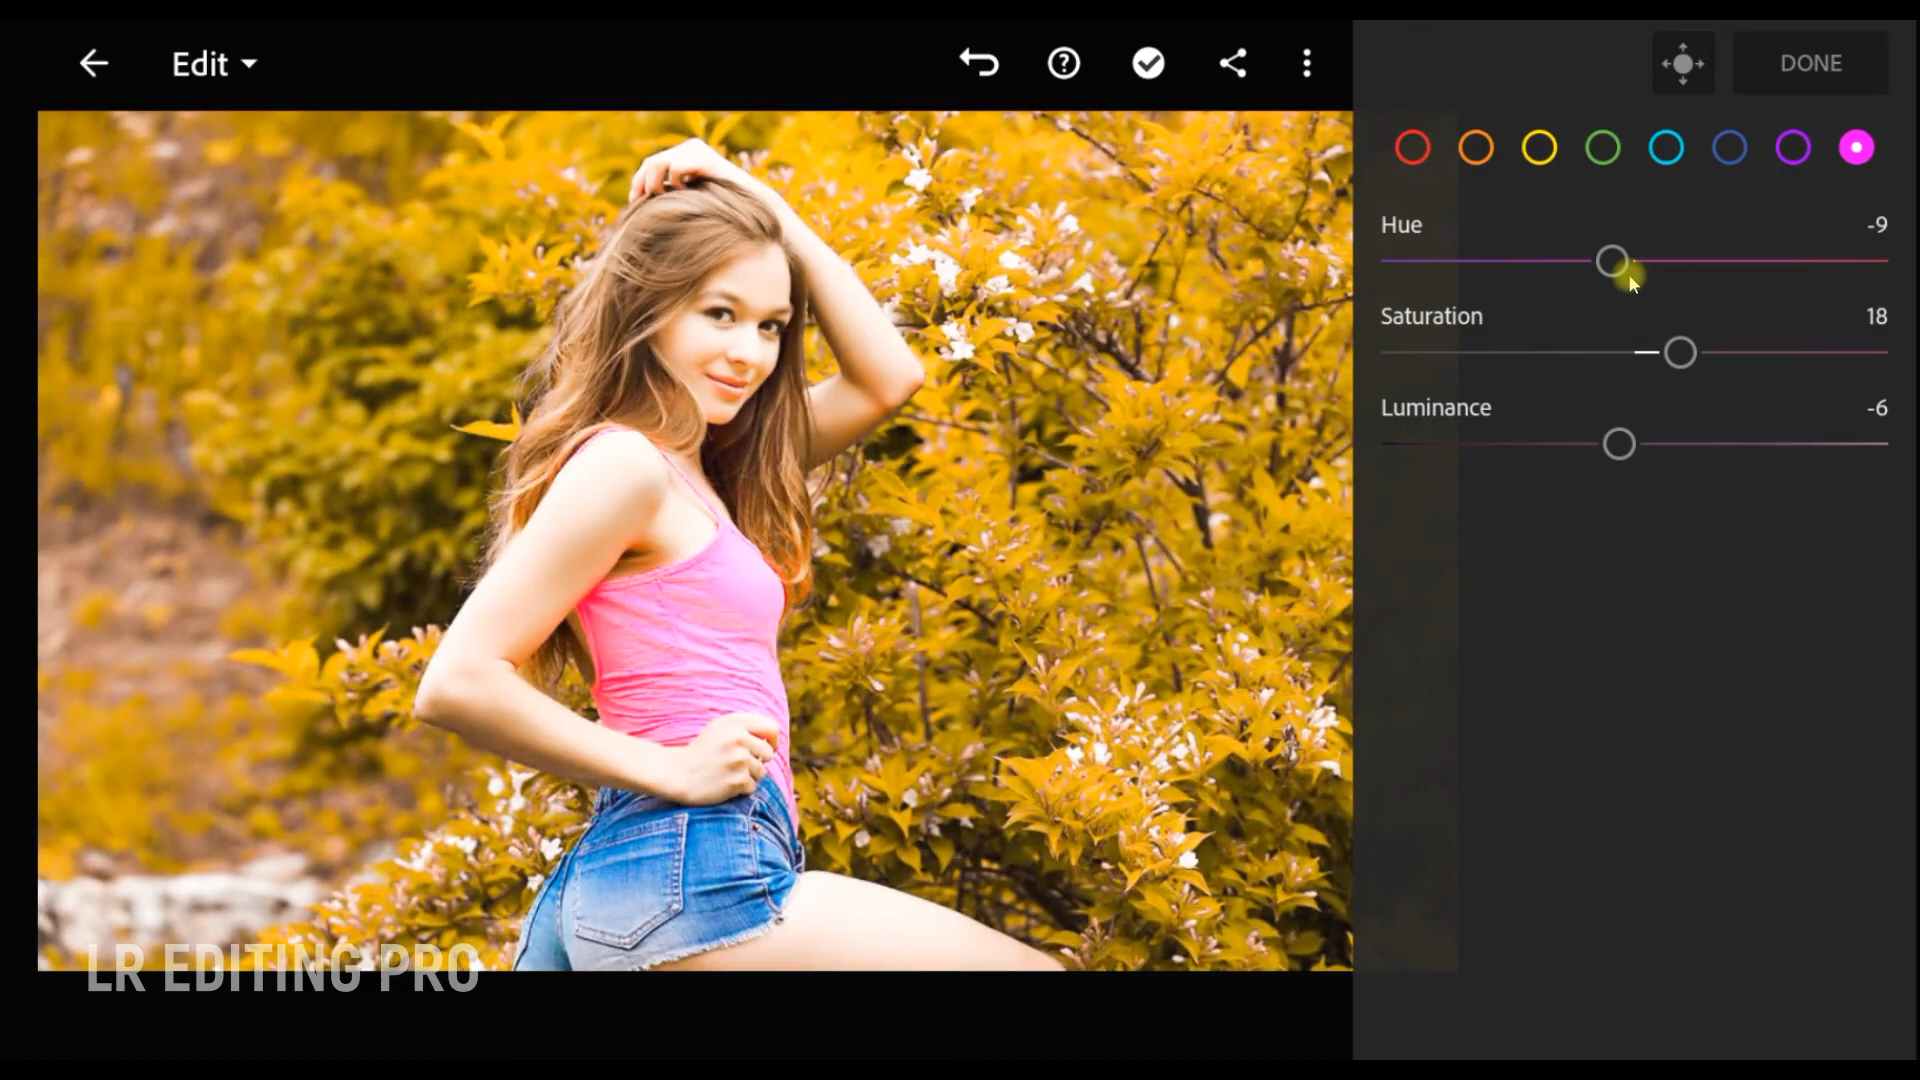 Edit
DONE
Hue -9
Saturation 18
Luminance -6
LR EDITING PRO